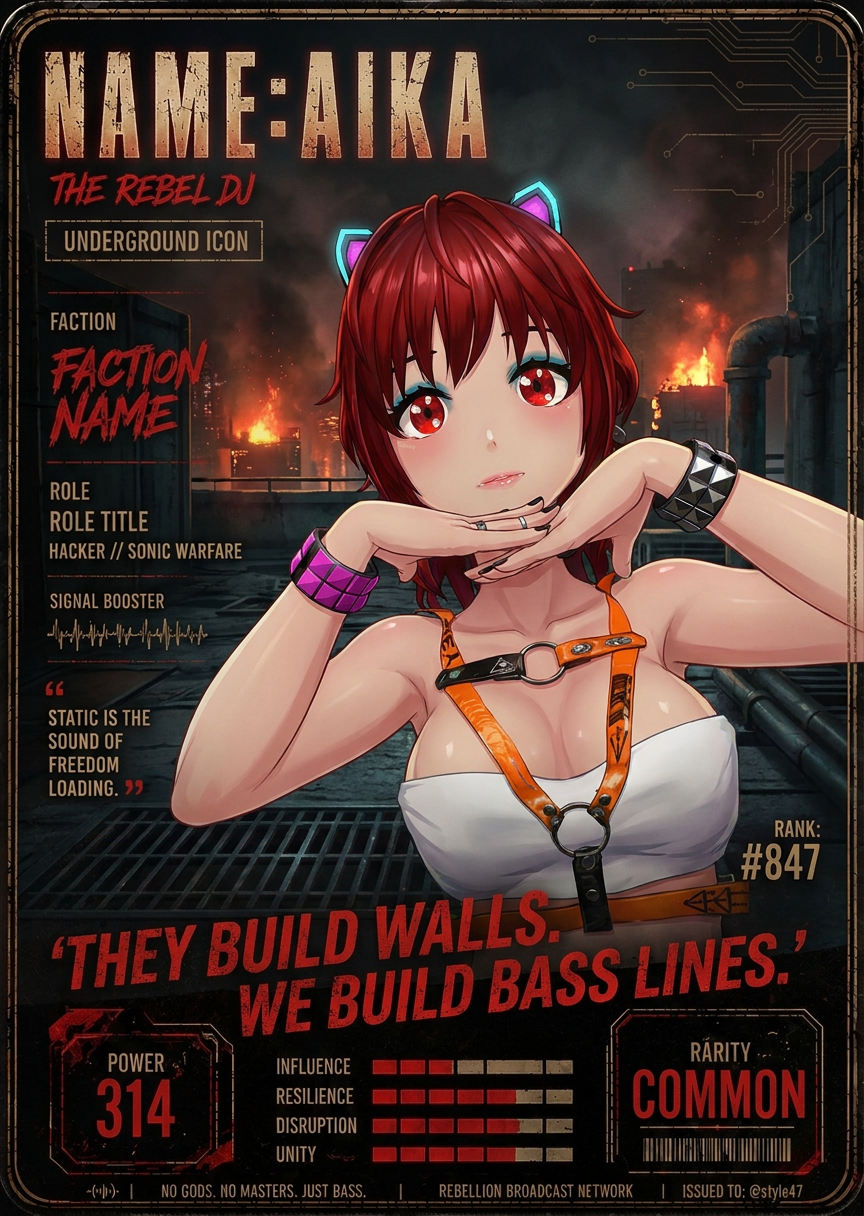 NAME:AIKA
THE REBEL DJ
UNDERGROUND ICON
FACTION
FACTION
NAME
ROLE
ROLE TITLE
HACKER // SONIC WARFARE
SIGNAL BOOSTER
“
STATIC IS THE
SOUND OF
FREEDOM
LOADING. ”
RANK:
#847
‘THEY BUILD WALLS.
WE BUILD BASS LINES.’
POWER
314
INFLUENCE
RESILIENCE
DISRUPTION
UNITY
RARITY
COMMON
NO GODS. NO MASTERS. JUST BASS. | REBELLION BROADCAST NETWORK | ISSUED TO: @style47